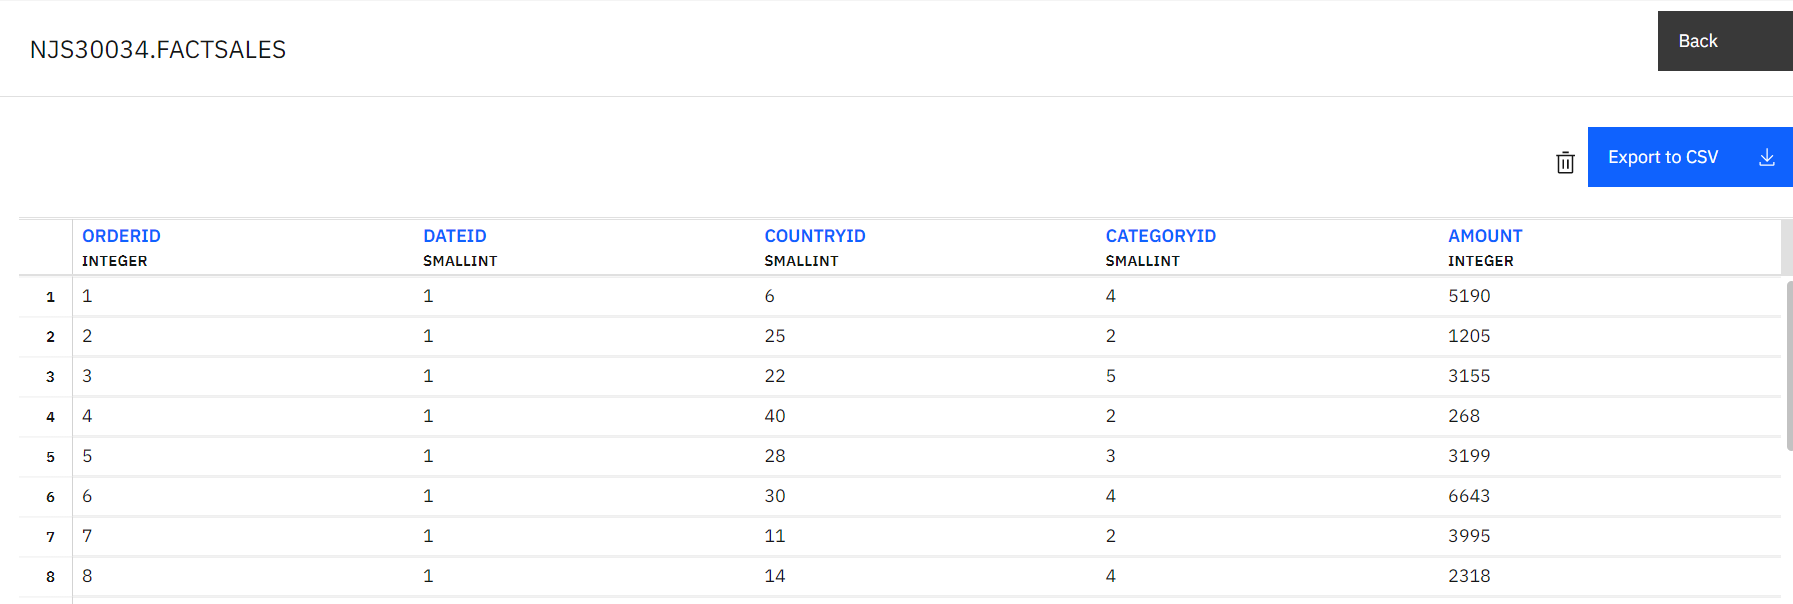 NJS30034.FACTSALES
Back
Export to CSV
ORDERID DATEID COUNTRYID CATEGORYID AMOUNT
INTEGER SMALLINT SMALLINT SMALLINT INTEGER
1 1 1 6 4 5190
2 2 1 25 2 1205
3 3 1 22 5 3155
4 4 1 40 2 268
5 5 1 28 3 3199
6 6 1 30 4 6643
7 7 1 11 2 3995
8 8 1 14 4 2318